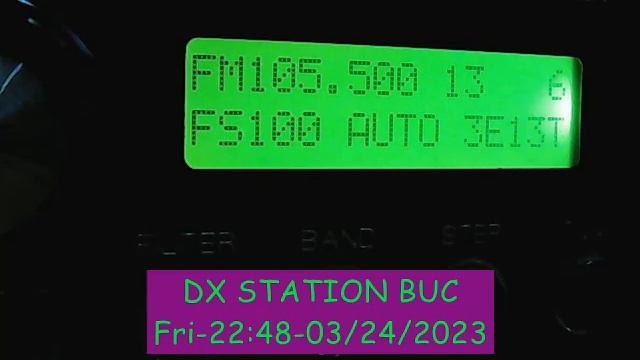 FM105.500 13 6
FS100 AUTO 3E13T
FILTER BAND STEP
DX STATION BUC
Fri-22:48-03/24/2023